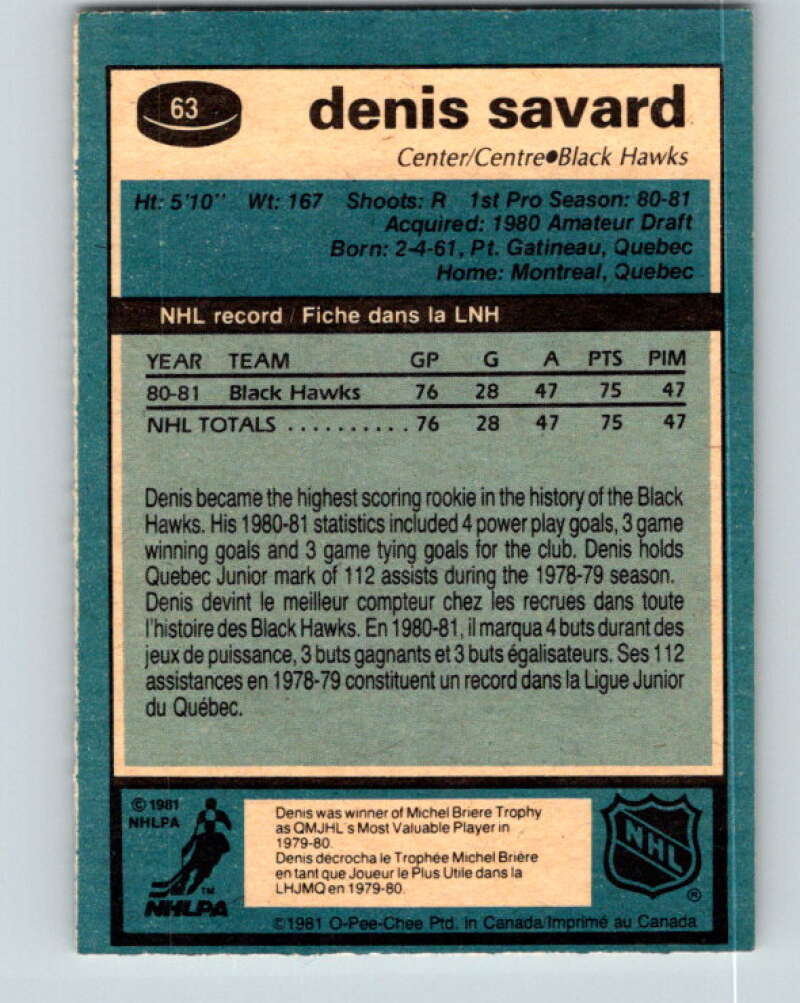 63
denis savard
Center/Centre●Black Hawks
Ht: 5'10" Wt: 167 Shoots: R 1st Pro Season: 80-81
Acquired: 1980 Amateur Draft
Born: 2-4-61, Pt. Gatineau, Quebec
Home: Montreal, Quebec
NHL record / Fiche dans la LNH
YEAR TEAM GP G A PTS PIM
80-81 Black Hawks 76 28 47 75 47
NHL TOTALS .......... 76 28 47 75 47
Denis became the highest scoring rookie in the history of the Black
Hawks. His 1980-81 statistics included 4 power play goals, 3 game
winning goals and 3 game tying goals for the club. Denis holds
Quebec Junior mark of 112 assists during the 1978-79 season.
Denis devint le meilleur compteur chez les recrues dans toute
l'histoire des Black Hawks. En 1980-81, il marqua 4 buts durant des
jeux de puissance, 3 buts gagnants et 3 buts égalisateurs. Ses 112
assistances en 1978-79 constituent un record dans la Ligue Junior
du Québec.
©1981
NHLPA
TM
NHLPA
Denis was winner of Michel Briere Trophy
as QMJHL's Most Valuable Player in
1979-80.
Denis décrocha le Trophée Michel Brière
en tant que Joueur le Plus Utile dans la
LHJMQ en 1979-80.
NHL
®
©1981 O-Pee-Chee Ptd. in Canada/Imprimé au Canada